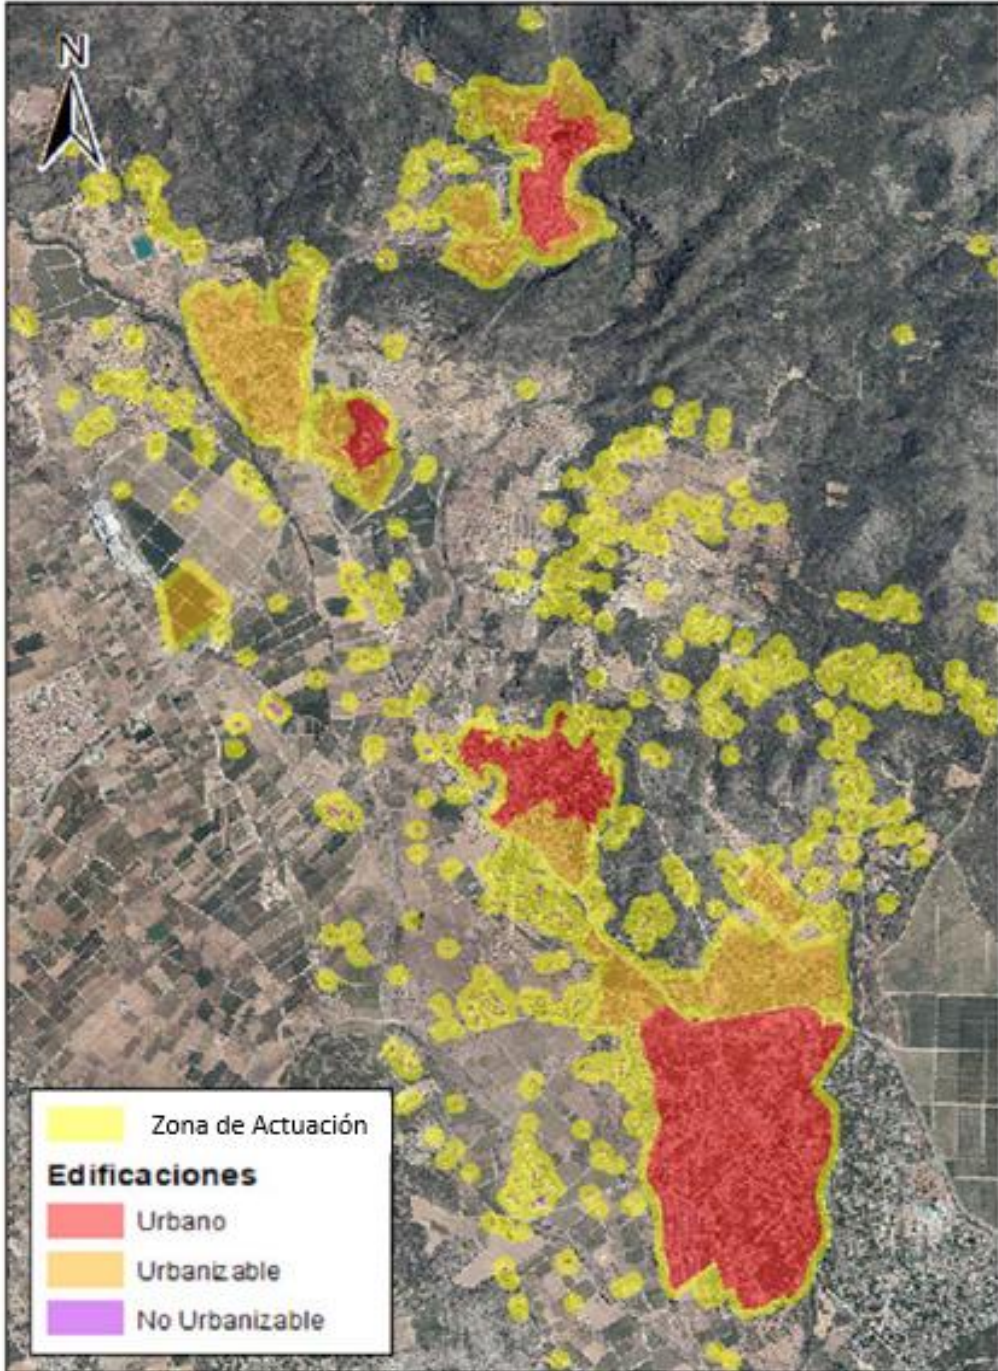 N
Zona de Actuación
Edificaciones
Urbano
Urbanizable
No Urbanizable